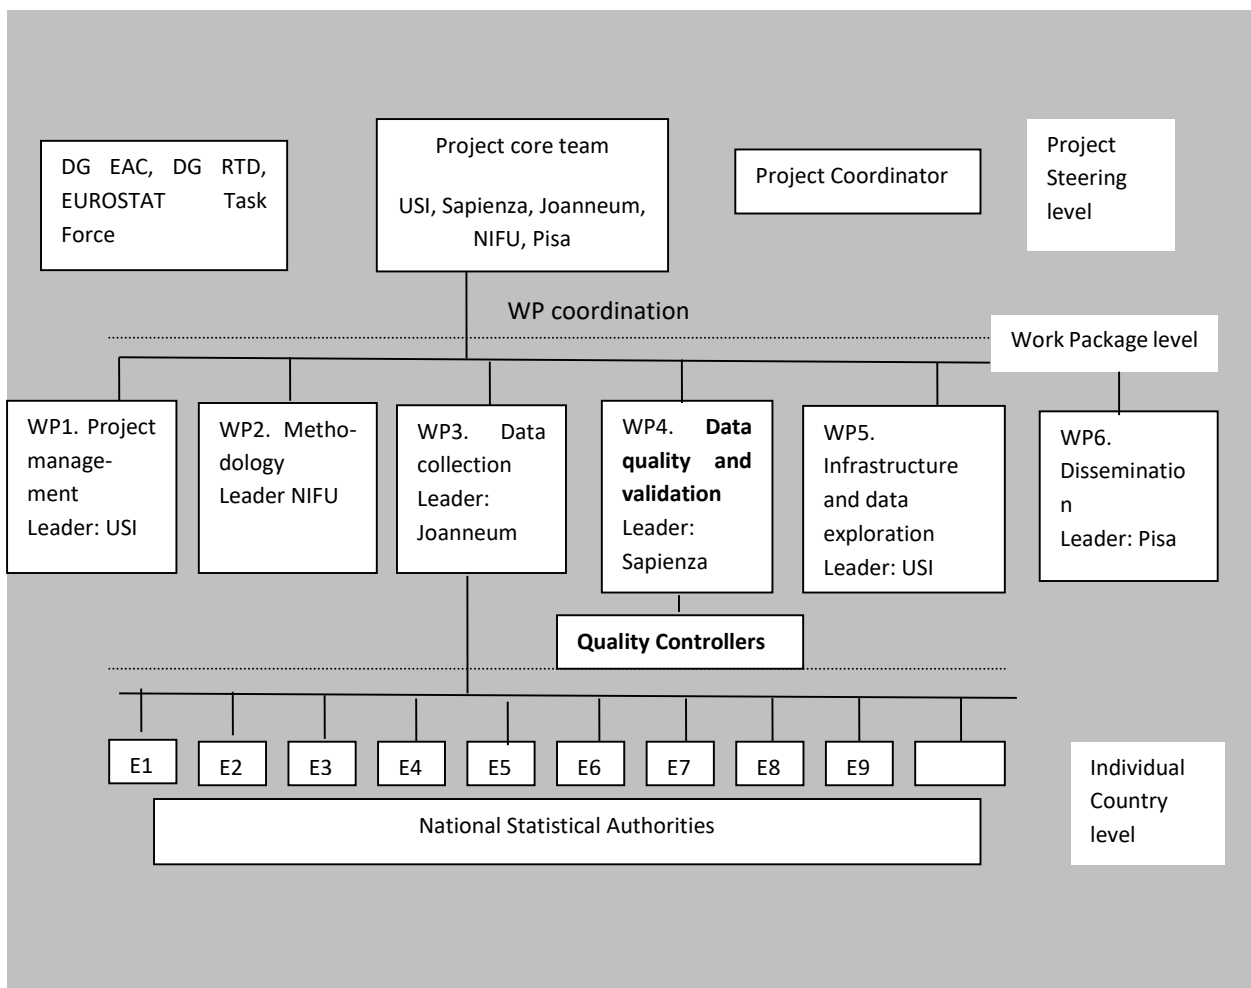 DG EAC, DG RTD,
EUROSTAT Task
Force
Project core team
USI, Sapienza, Joanneum,
NIFU, Pisa
Project Coordinator
Project
Steering
level
WP coordination
Work Package level
WP1. Project
manage-
ment
Leader: USI
WP2. Metho-
dology
Leader NIFU
WP3. Data
collection
Leader:
Joanneum
WP4. Data
quality and
validation
Leader:
Sapienza
WP5.
Infrastructure
and data
exploration
Leader: USI
WP6.
Disseminatio
n
Leader: Pisa
Quality Controllers
E1
E2
E3
E4
E5
E6
E7
E8
E9
National Statistical Authorities
Individual
Country
level